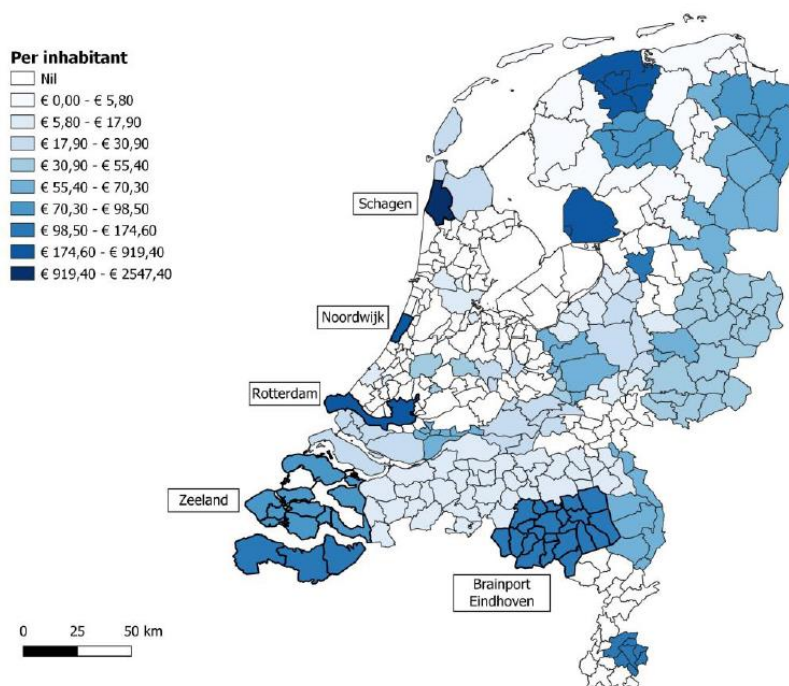 Per inhabitant
Nil
€ 0,00 - € 5,80
€ 5,80 - € 17,90
€ 17,90 - € 30,90
€ 30,90 - € 55,40
€ 55,40 - € 70,30
€ 70,30 - € 98,50
€ 98,50 - € 174,60
€ 174,60 - € 919,40
€ 919,40 - € 2547,40
Schagen
Noordwijk
Rotterdam
Zeeland
Brainport
Eindhoven
0 25 50 km